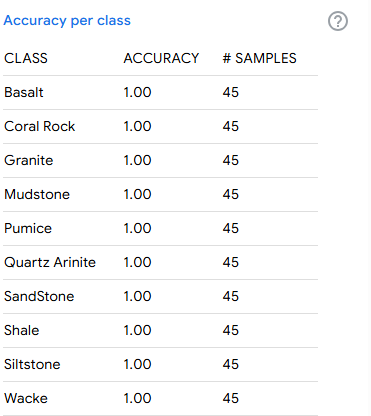 Accuracy per class
CLASS ACCURACY # SAMPLES
Basalt 1.00 45
Coral Rock 1.00 45
Granite 1.00 45
Mudstone 1.00 45
Pumice 1.00 45
Quartz Arinite 1.00 45
SandStone 1.00 45
Shale 1.00 45
Siltstone 1.00 45
Wacke 1.00 45